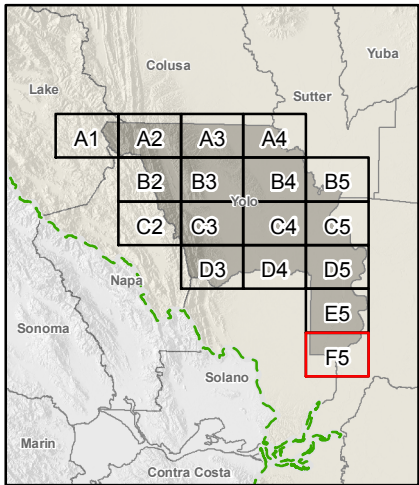 Yuba
Colusa
Lake
Sutter
A1 A2 A3 A4
B2 B3 B4 B5
Yolo
C2 C3 C4 C5
D3 D4 D5
Napa
E5
Sonoma
F5
Solano
Marin
Contra Costa